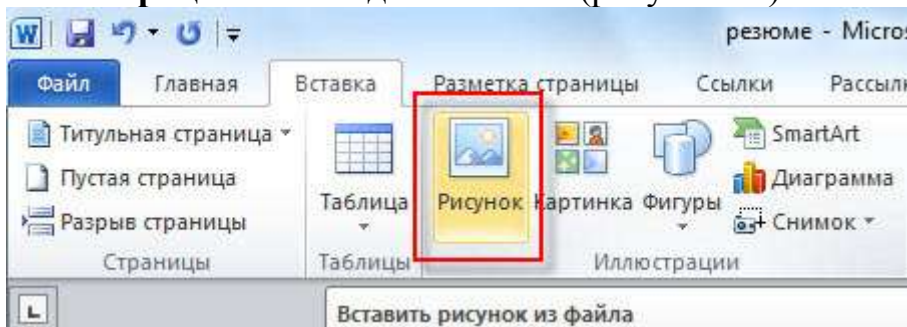 резюме - Micros
Файл Главная Вставка Разметка страницы Ссылки Рассыл
Титульная страница
Пустая страница
Разрыв страницы
Таблица
Рисунок Картинка Фигуры
SmartArt
Диаграмма
Снимок
Страницы Таблицы Иллюстрации
Вставить рисунок из файла